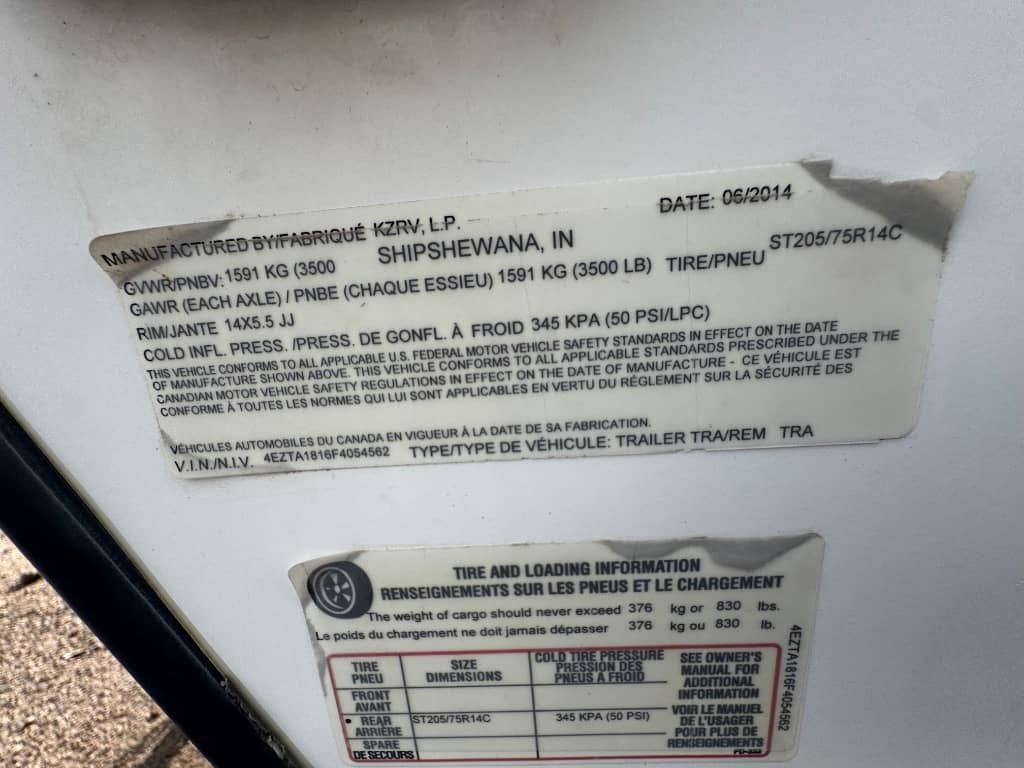 MANUFACTURED BY/FABRIQUÉ KZRV, L.P. DATE: 06/2014
SHIPSHEWANA, IN
GVWR/PNBV: 1591 KG (3500
GAWR (EACH AXLE) / PNBE (CHAQUE ESSIEU) 1591 KG (3500 LB) TIRE/PNEU ST205/75R14C
RIM/JANTE 14X5.5 JJ
COLD INFL. PRESS. /PRESS. DE GONFL. À FROID 345 KPA (50 PSI/LPC)
THIS VEHICLE CONFORMS TO ALL APPLICABLE U.S. FEDERAL MOTOR VEHICLE SAFETY STANDARDS IN EFFECT ON THE DATE
OF MANUFACTURE SHOWN ABOVE. THIS VEHICLE CONFORMS TO ALL APPLICABLE STANDARDS PRESCRIBED UNDER THE
CANADIAN MOTOR VEHICLE SAFETY REGULATIONS IN EFFECT ON THE DATE OF MANUFACTURE - CE VÉHICULE EST
CONFORME À TOUTES LES NORMES QUI LUI SONT APPLICABLES EN VERTU DU RÉGLEMENT SUR LA SÉCURITÉ DES
VÉHICULES AUTOMOBILES DU CANADA EN VIGUEUR À LA DATE DE SA FABRICATION.
V.I.N./N.I.V. 4EZTA1816F4054562 TYPE/TYPE DE VÉHICULE: TRAILER TRA/REM TRA
TIRE AND LOADING INFORMATION
RENSEIGNEMENTS SUR LES PNEUS ET LE CHARGEMENT
The weight of cargo should never exceed 376 kg or 830 lbs.
Le poids du chargement ne doit jamais dépasser 376 kg ou 830 lb.
TIRE
PNEU
SIZE
DIMENSIONS
COLD TIRE PRESSURE
PRESSION DES
PNEUS A FROID
FRONT
AVANT
REAR
ARRIÈRE
ST205/75R14C
345 KPA (50 PSI)
SPARE
DE SECOURS
SEE OWNER'S
MANUAL FOR
ADDITIONAL
INFORMATION
VOIR LE MANUEL
DE L'USAGER
POUR PLUS DE
RENSEIGNEMENTS
4EZTA1816F4054562